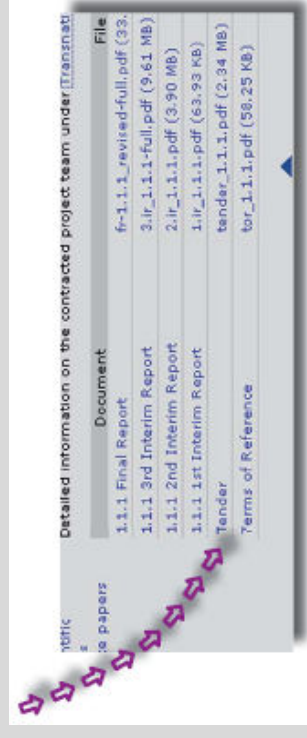 Detailed information on the contracted project team under [Transnati
Document File
1.1.1 Final Report fr-1.1.1_revised-full.pdf (33.
1.1.1 3rd Interim Report 3.ir_1.1.1-full.pdf (9.61 MB)
1.1.1 2nd Interim Report 2.ir_1.1.1.pdf (3.90 MB)
1.1.1 1st Interim Report 1.ir_1.1.1.pdf (63.93 KB)
Tender tender_1.1.1.pdf (2.34 MB)
Terms of Reference tor_1.1.1.pdf (58.25 KB)
ntific
s
e papers